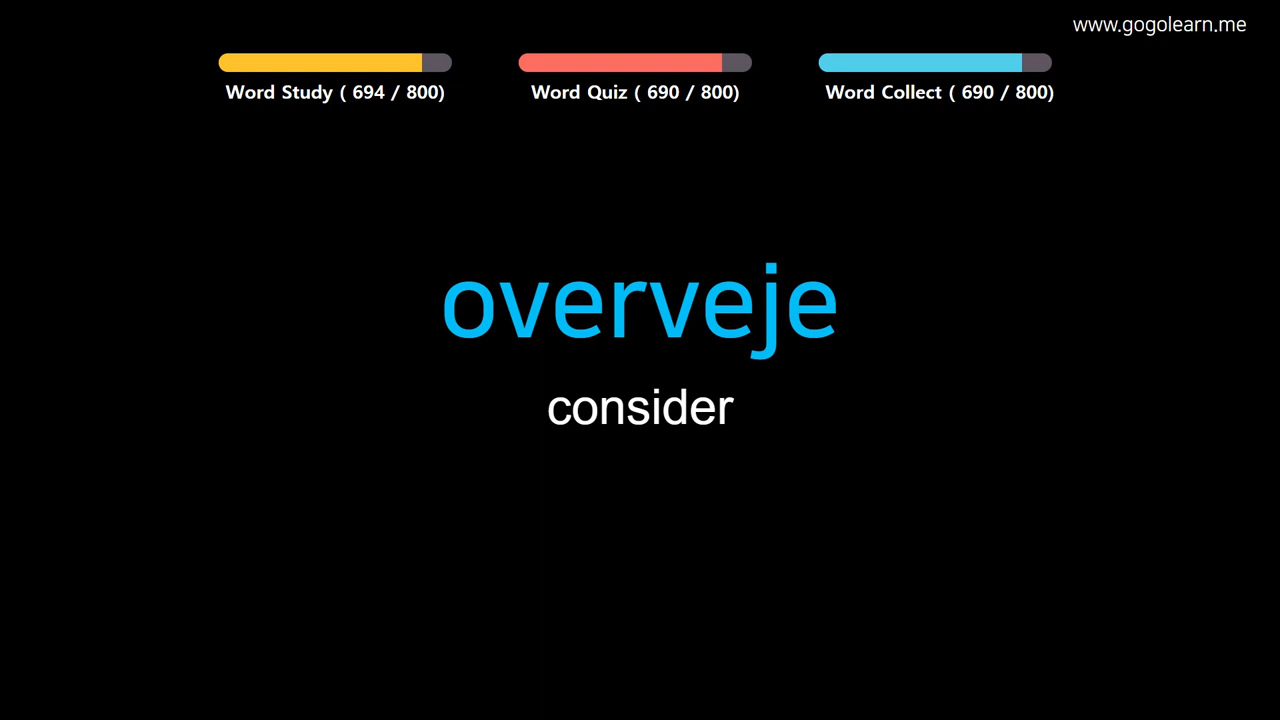 www.gogolearn.me
Word Study ( 694 / 800)
Word Quiz ( 690 / 800)
Word Collect ( 690 / 800)
overveje
consider